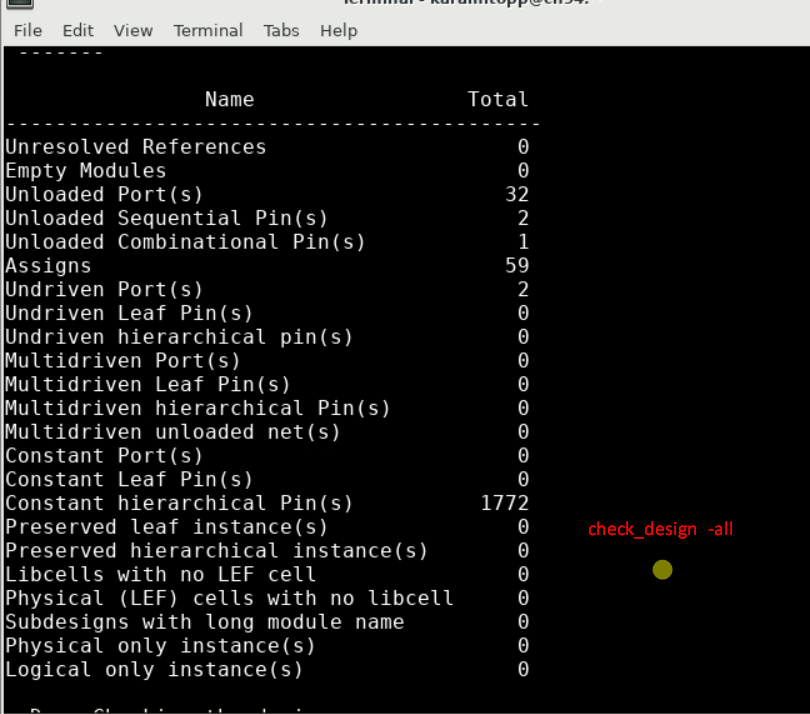 File Edit View Terminal Tabs Help
-------
Name Total
-------------------------------------------
Unresolved References 0
Empty Modules 0
Unloaded Port(s) 32
Unloaded Sequential Pin(s) 2
Unloaded Combinational Pin(s) 1
Assigns 59
Undriven Port(s) 2
Undriven Leaf Pin(s) 0
Undriven hierarchical pin(s) 0
Multidriven Port(s) 0
Multidriven Leaf Pin(s) 0
Multidriven hierarchical Pin(s) 0
Multidriven unloaded net(s) 0
Constant Port(s) 0
Constant Leaf Pin(s) 0
Constant hierarchical Pin(s) 1772
Preserved leaf instance(s) 0
check_design -all
Preserved hierarchical instance(s) 0
Libcells with no LEF cell 0
Physical (LEF) cells with no libcell 0
Subdesigns with long module name 0
Physical only instance(s) 0
Logical only instance(s) 0